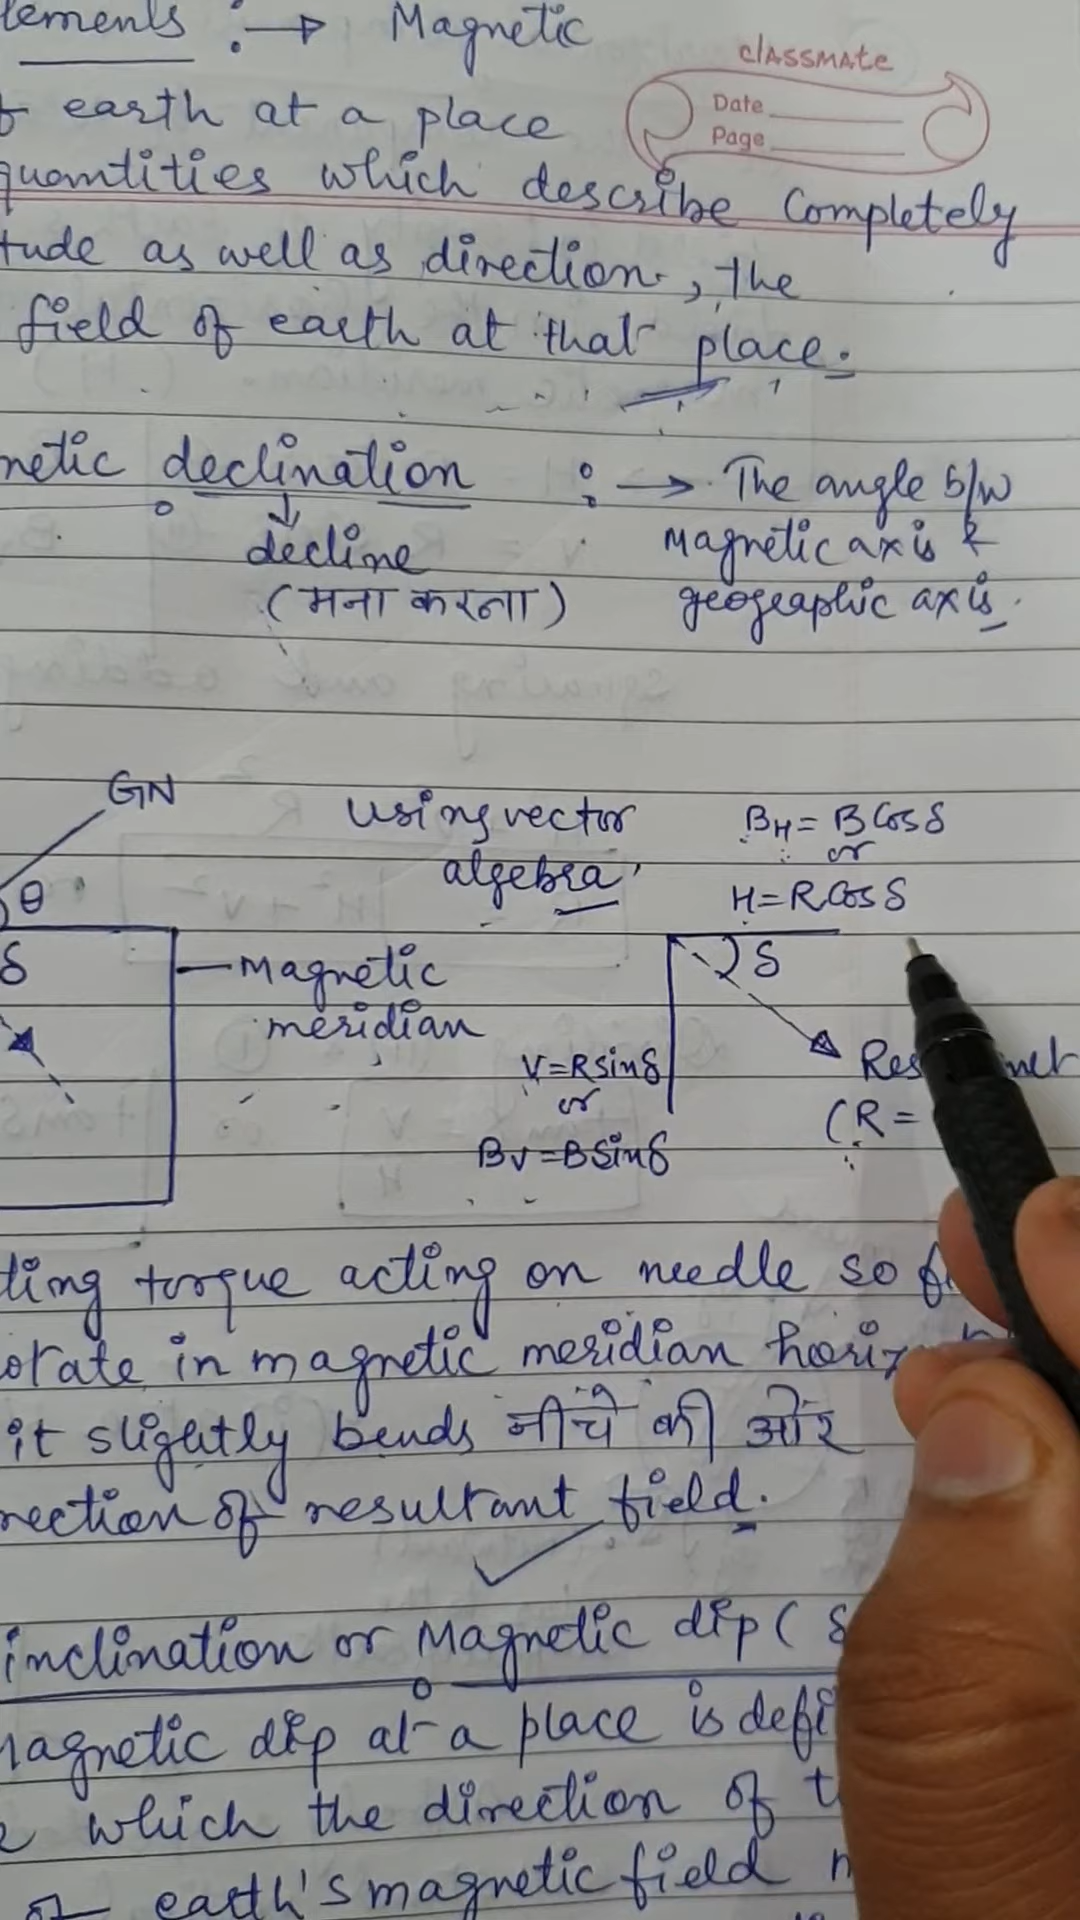 lements :→ Magnetic
classmate
Date
Page
f earth at a place
quantities which describe completely
tude as well as direction, the
field of earth at that place.
netic declination :→ The angle b/w
decline magnetic axis &
(मना करना) geographic axis.
GN
θ
δ
Magnetic
meridian
using vector
algebra,
BH = B Cos δ
or
H = R Cos δ
δ
V = R sin δ
or
BV = B Sin δ
(R =
ting torque acting on needle so
otate in magnetic meridian
it slightly bends नीचे की ओर
rection of resultant field.
inclination or Magnetic dip (δ
Magnetic dip at a place is defi
which the direction of t
of earth's magnetic field